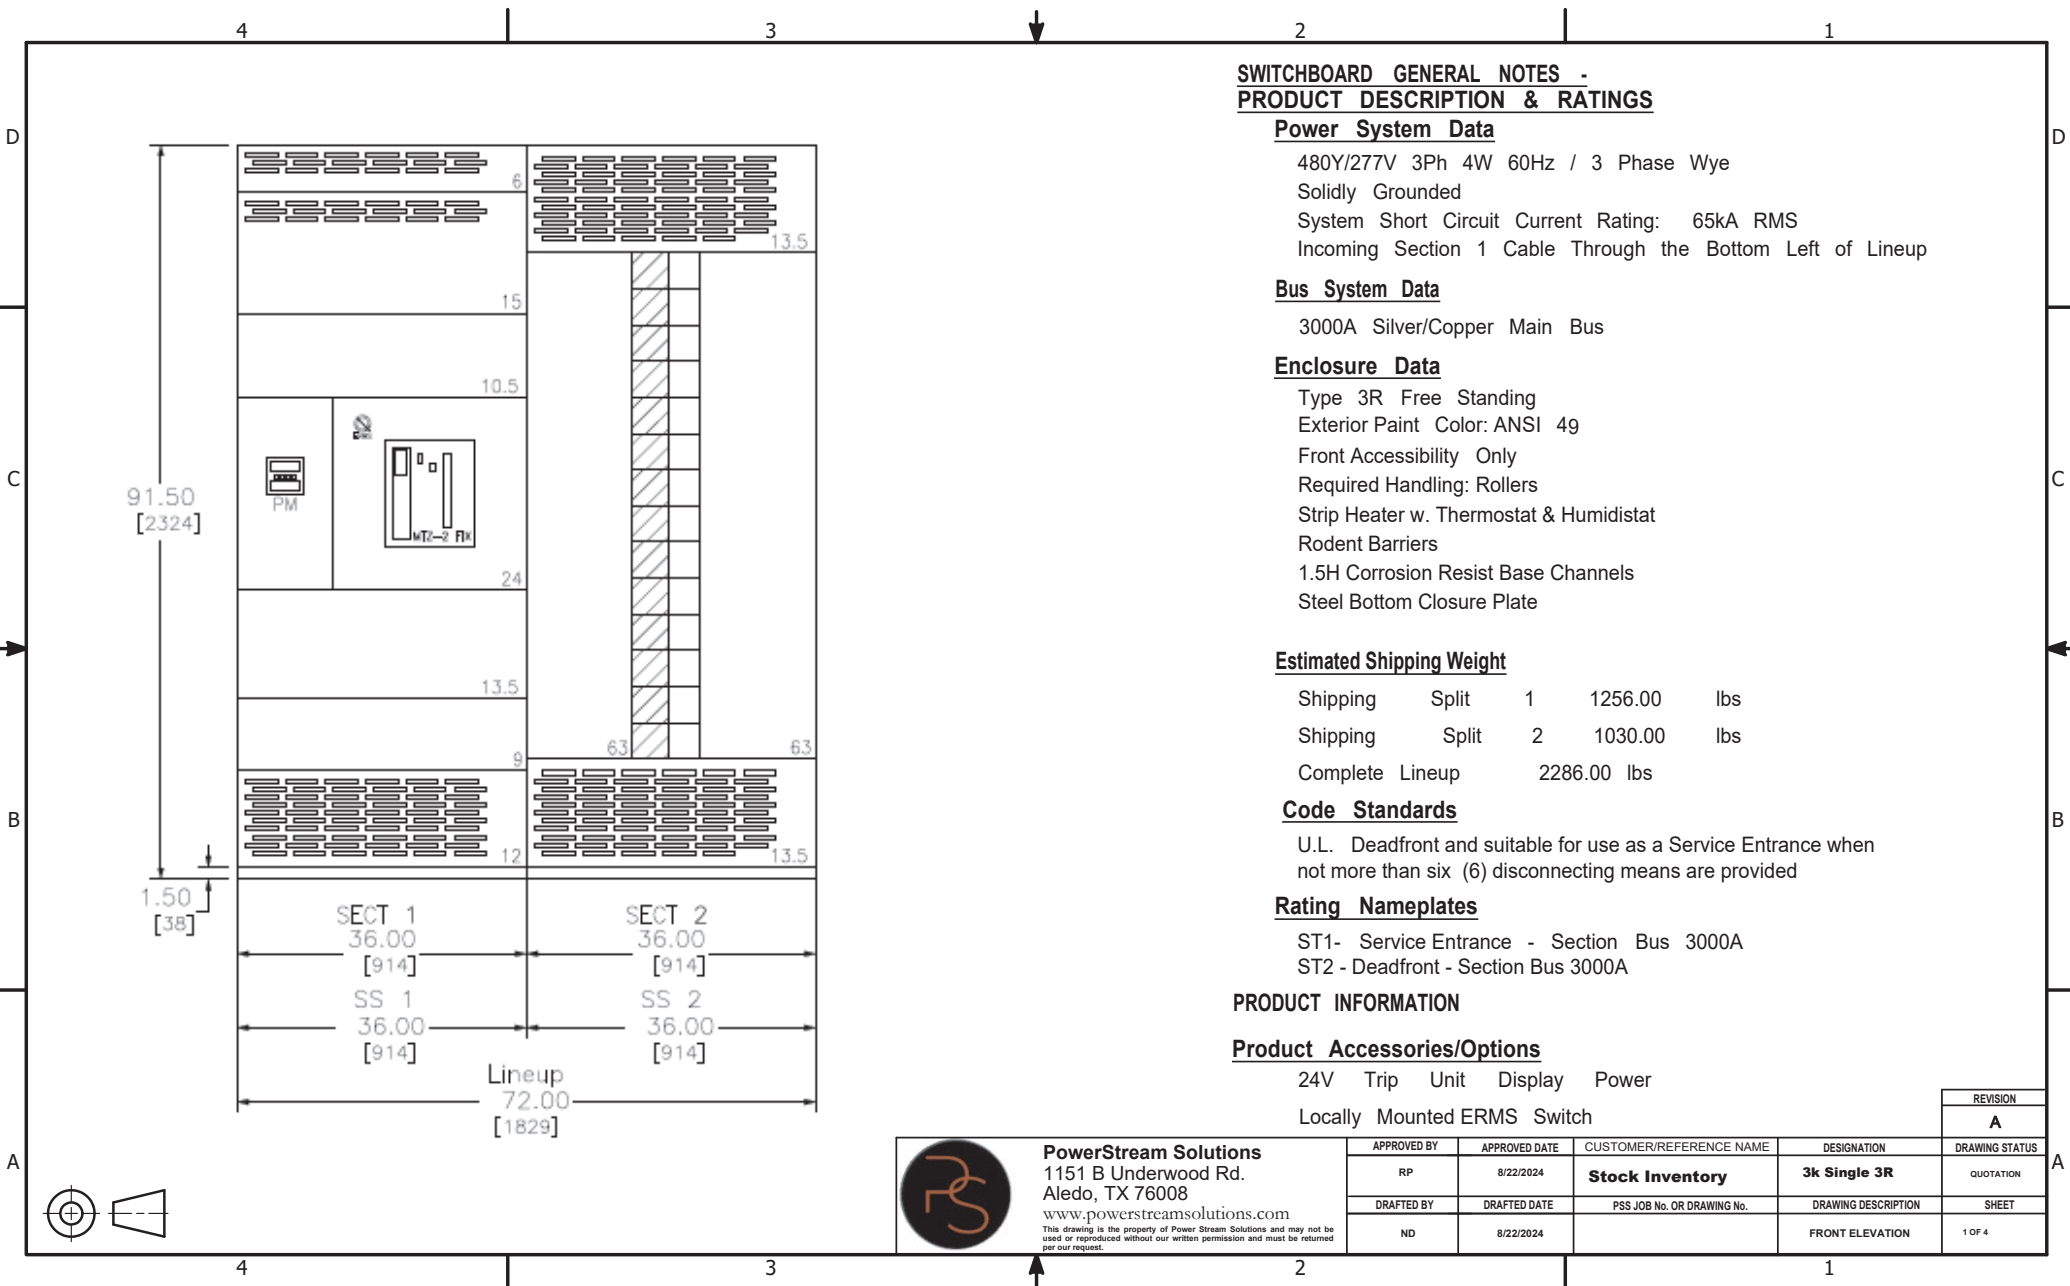 4 3 2 1
D
C
B
A
D
C
B
A
6
15
10.5
PM
MTZ-2 FIX
24
13.5
9
12
13.5
63
63
13.5
91.50
[2324]
1.50
[38]
SECT 1
36.00
[914]
SECT 2
36.00
[914]
SS 1
36.00
[914]
SS 2
36.00
[914]
Lineup
72.00
[1829]
SWITCHBOARD GENERAL NOTES -
PRODUCT DESCRIPTION & RATINGS
Power System Data
480Y/277V 3Ph 4W 60Hz / 3 Phase Wye
Solidly Grounded
System Short Circuit Current Rating: 65kA RMS
Incoming Section 1 Cable Through the Bottom Left of Lineup
Bus System Data
3000A Silver/Copper Main Bus
Enclosure Data
Type 3R Free Standing
Exterior Paint Color: ANSI 49
Front Accessibility Only
Required Handling: Rollers
Strip Heater w. Thermostat & Humidistat
Rodent Barriers
1.5H Corrosion Resist Base Channels
Steel Bottom Closure Plate
Estimated Shipping Weight
Shipping Split 1 1256.00 lbs
Shipping Split 2 1030.00 lbs
Complete Lineup 2286.00 lbs
Code Standards
U.L. Deadfront and suitable for use as a Service Entrance when
not more than six (6) disconnecting means are provided
Rating Nameplates
ST1- Service Entrance - Section Bus 3000A
ST2 - Deadfront - Section Bus 3000A
PRODUCT INFORMATION
Product Accessories/Options
24V Trip Unit Display Power
Locally Mounted ERMS Switch
REVISION
A
PS
PowerStream Solutions
1151 B Underwood Rd.
Aledo, TX 76008
www.powerstreamsolutions.com
This drawing is the property of Power Stream Solutions and may not be
used or reproduced without our written permission and must be returned
per our request.
APPROVED BY APPROVED DATE CUSTOMER/REFERENCE NAME DESIGNATION DRAWING STATUS
RP 8/22/2024 Stock Inventory 3k Single 3R QUOTATION
DRAFTED BY DRAFTED DATE PSS JOB No. OR DRAWING No. DRAWING DESCRIPTION SHEET
ND 8/22/2024 FRONT ELEVATION 1 OF 4
4 3 2 1